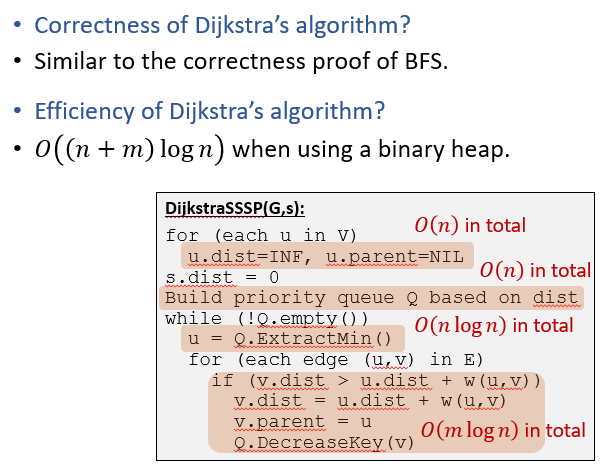 • Correctness of Dijkstra's algorithm?
• Similar to the correctness proof of BFS.
• Efficiency of Dijkstra's algorithm?
• O((n + m) log n) when using a binary heap.
DijkstraSSSP(G,s):
for (each u in V) O(n) in total
u.dist=INF, u.parent=NIL
s.dist = 0 O(n) in total
Build priority queue Q based on dist
while (!Q.empty()) O(n log n) in total
u = Q.ExtractMin()
for (each edge (u,v) in E)
if (v.dist > u.dist + w(u,v))
v.dist = u.dist + w(u,v)
v.parent = u
Q.DecreaseKey(v) O(m log n) in total